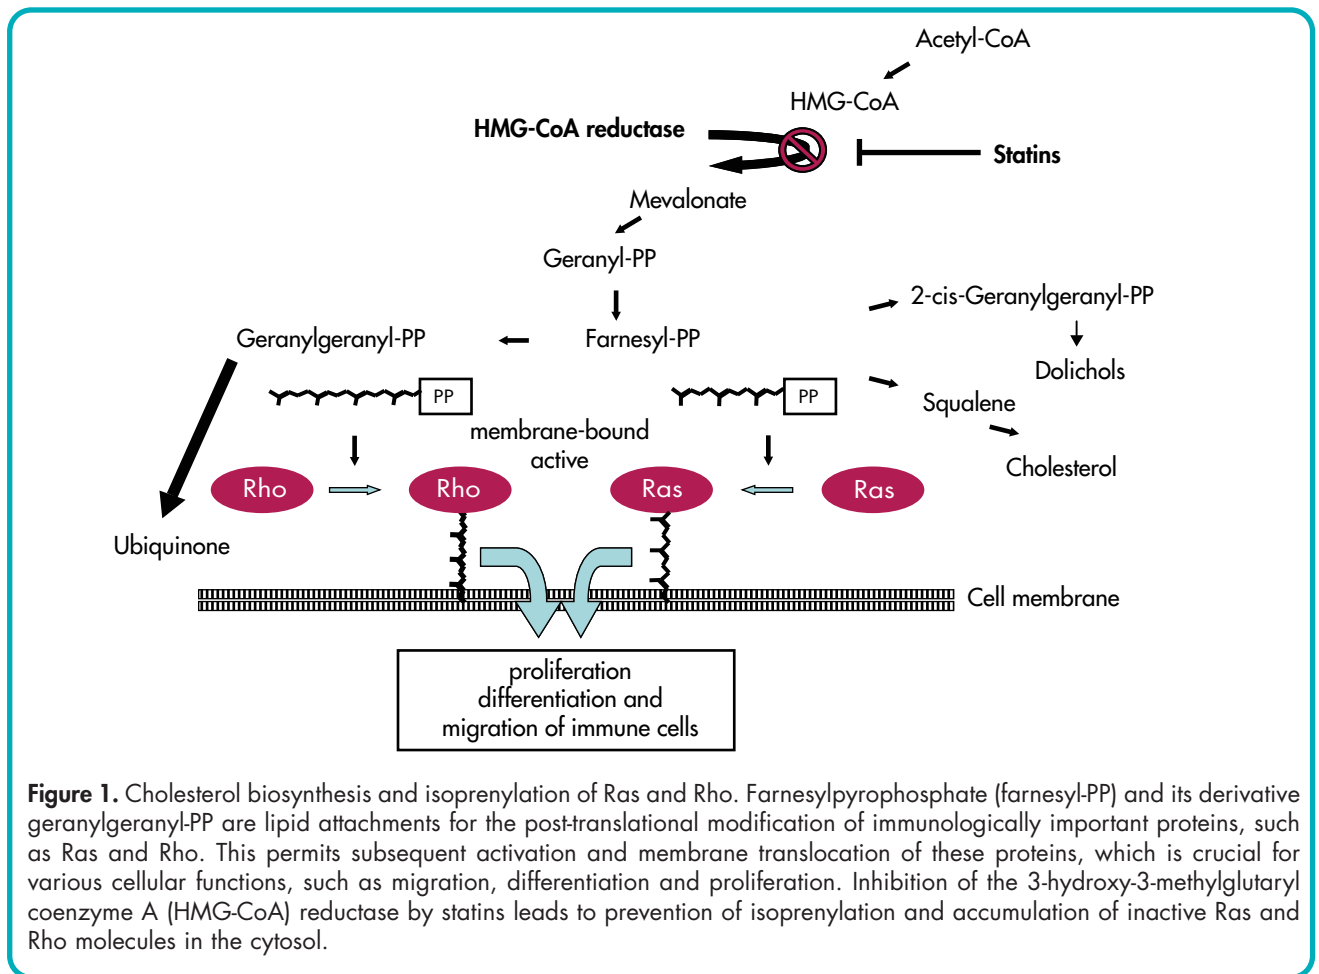 Acetyl-CoA
HMG-CoA
HMG-CoA reductase
Statins
Mevalonate
Geranyl-PP
2-cis-Geranylgeranyl-PP
Geranylgeranyl-PP
Farnesyl-PP
Dolichols
PP
PP
Squalene
membrane-bound
active
Cholesterol
Rho
Rho
Ras
Ras
Ubiquinone
Cell membrane
proliferation
differentiation and
migration of immune cells
Figure 1. Cholesterol biosynthesis and isoprenylation of Ras and Rho. Farnesylpyrophosphate (farnesyl-PP) and its derivative
geranylgeranyl-PP are lipid attachments for the post-translational modification of immunologically important proteins, such
as Ras and Rho. This permits subsequent activation and membrane translocation of these proteins, which is crucial for
various cellular functions, such as migration, differentiation and proliferation. Inhibition of the 3-hydroxy-3-methylglutaryl
coenzyme A (HMG-CoA) reductase by statins leads to prevention of isoprenylation and accumulation of inactive Ras and
Rho molecules in the cytosol.